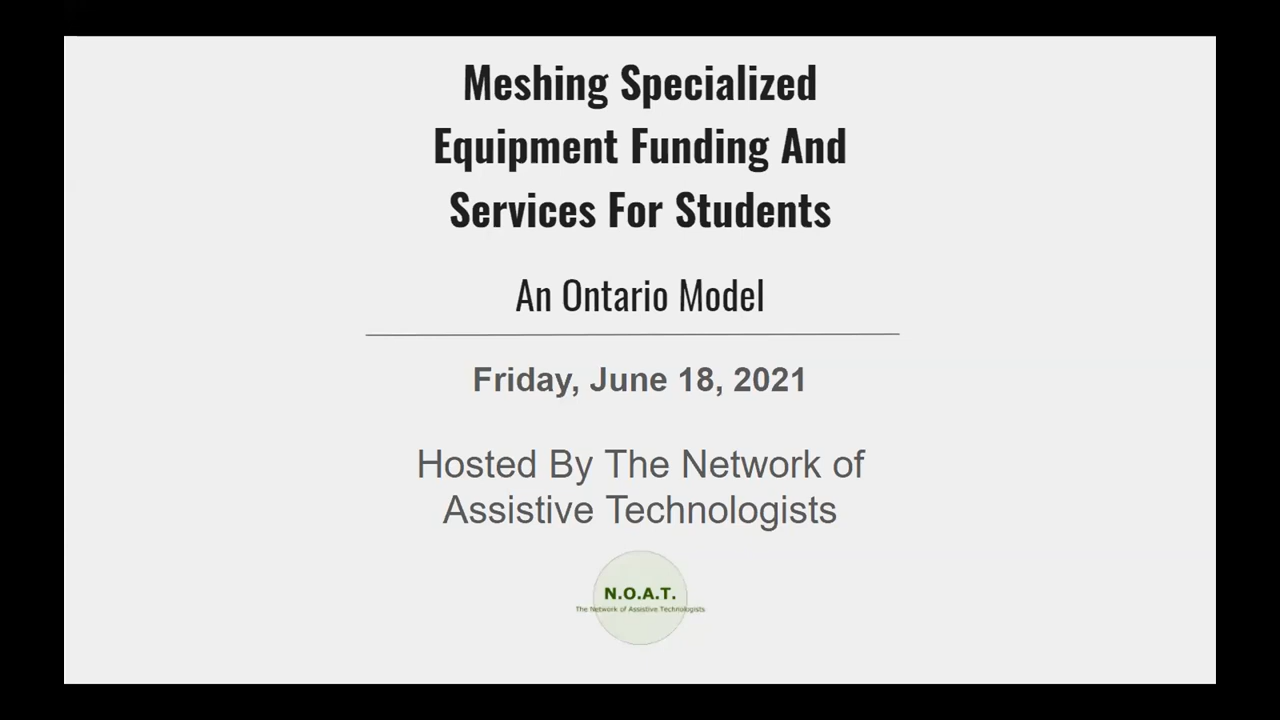 Meshing Specialized
Equipment Funding And
Services For Students
An Ontario Model
Friday, June 18, 2021
Hosted By The Network of
Assistive Technologists
N.O.A.T.
The Network of Assistive Technologists